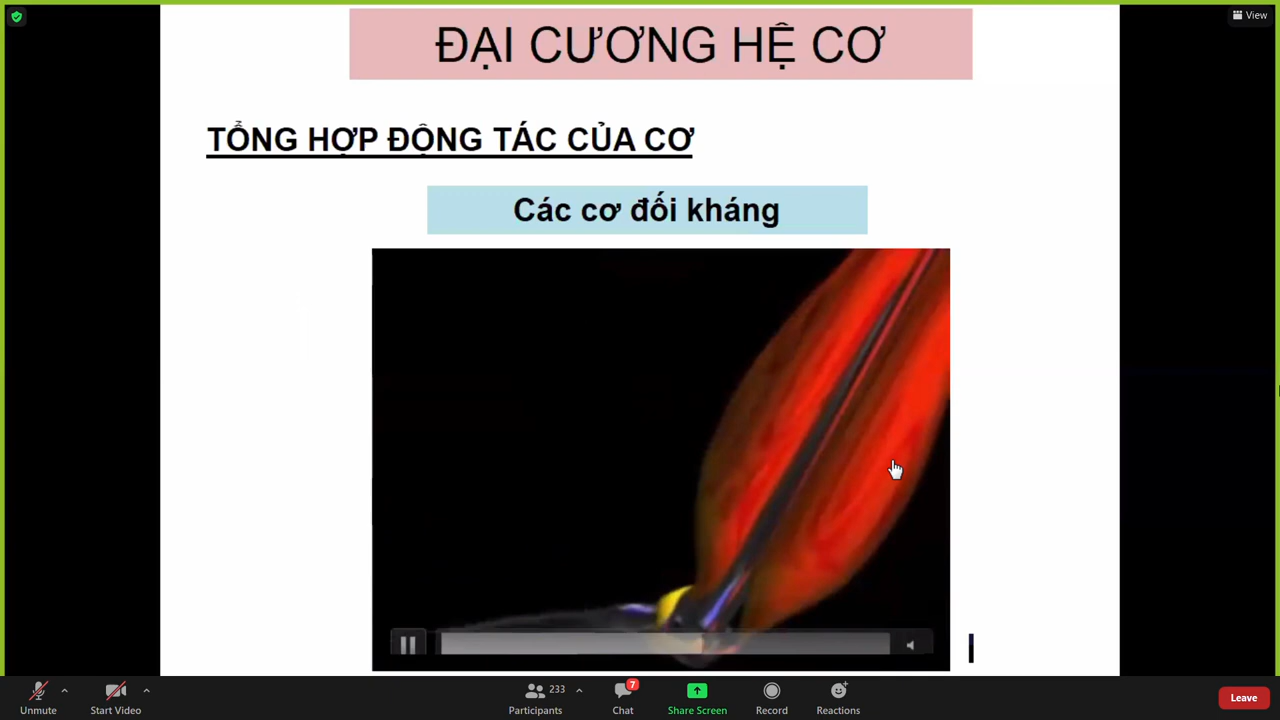 View
ĐẠI CƯƠNG HỆ CƠ
TỔNG HỢP ĐỘNG TÁC CỦA CƠ
Các cơ đối kháng
Unmute
Start Video
233
Participants
7
Chat
Share Screen
Record
Reactions
Leave